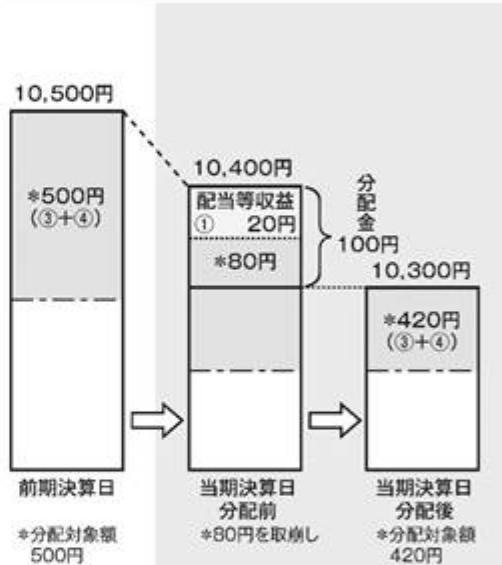 10,500円
*500円
(③+④)
10,400円
配当等収益
① 20円
*80円
分配金
100円
10,300円
*420円
(③+④)
前期決算日
*分配対象額
500円
当期決算日
分配前
*80円を取崩し
当期決算日
分配後
*分配対象額
420円